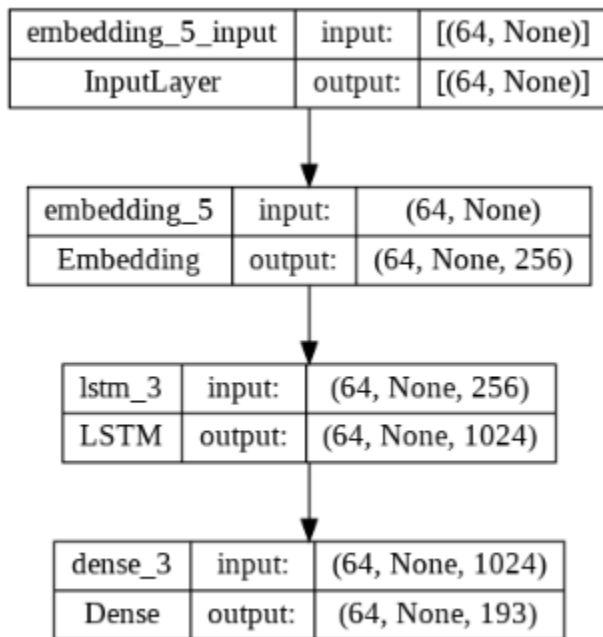 embedding_5_input input: [(64, None)]
InputLayer output: [(64, None)]
embedding_5 input: (64, None)
Embedding output: (64, None, 256)
lstm_3 input: (64, None, 256)
LSTM output: (64, None, 1024)
dense_3 input: (64, None, 1024)
Dense output: (64, None, 193)